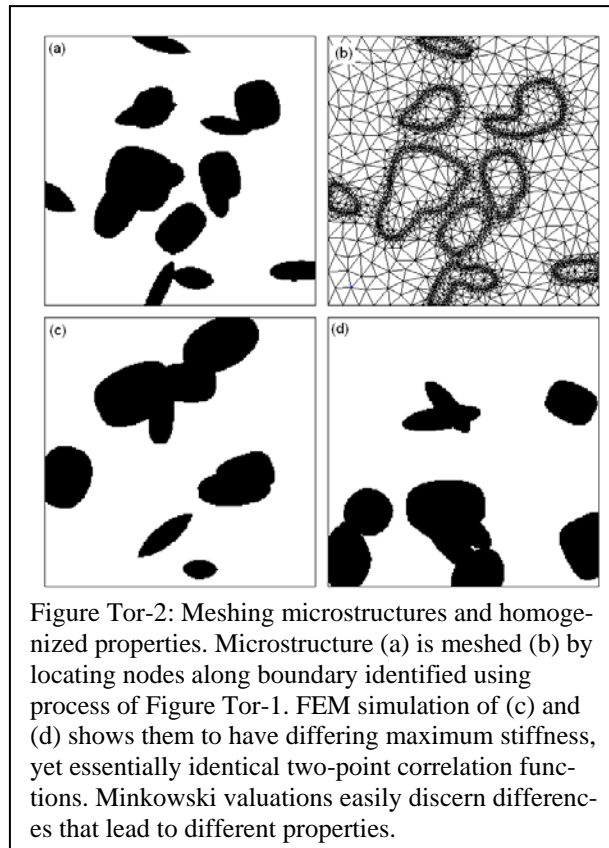 (a)
(b)
(c)
(d)
Figure Tor-2: Meshing microstructures and homoge-
nized properties. Microstructure (a) is meshed (b) by
locating nodes along boundary identified using
process of Figure Tor-1. FEM simulation of (c) and
(d) shows them to have differing maximum stiffness,
yet essentially identical two-point correlation func-
tions. Minkowski valuations easily discern differenc-
es that lead to different properties.